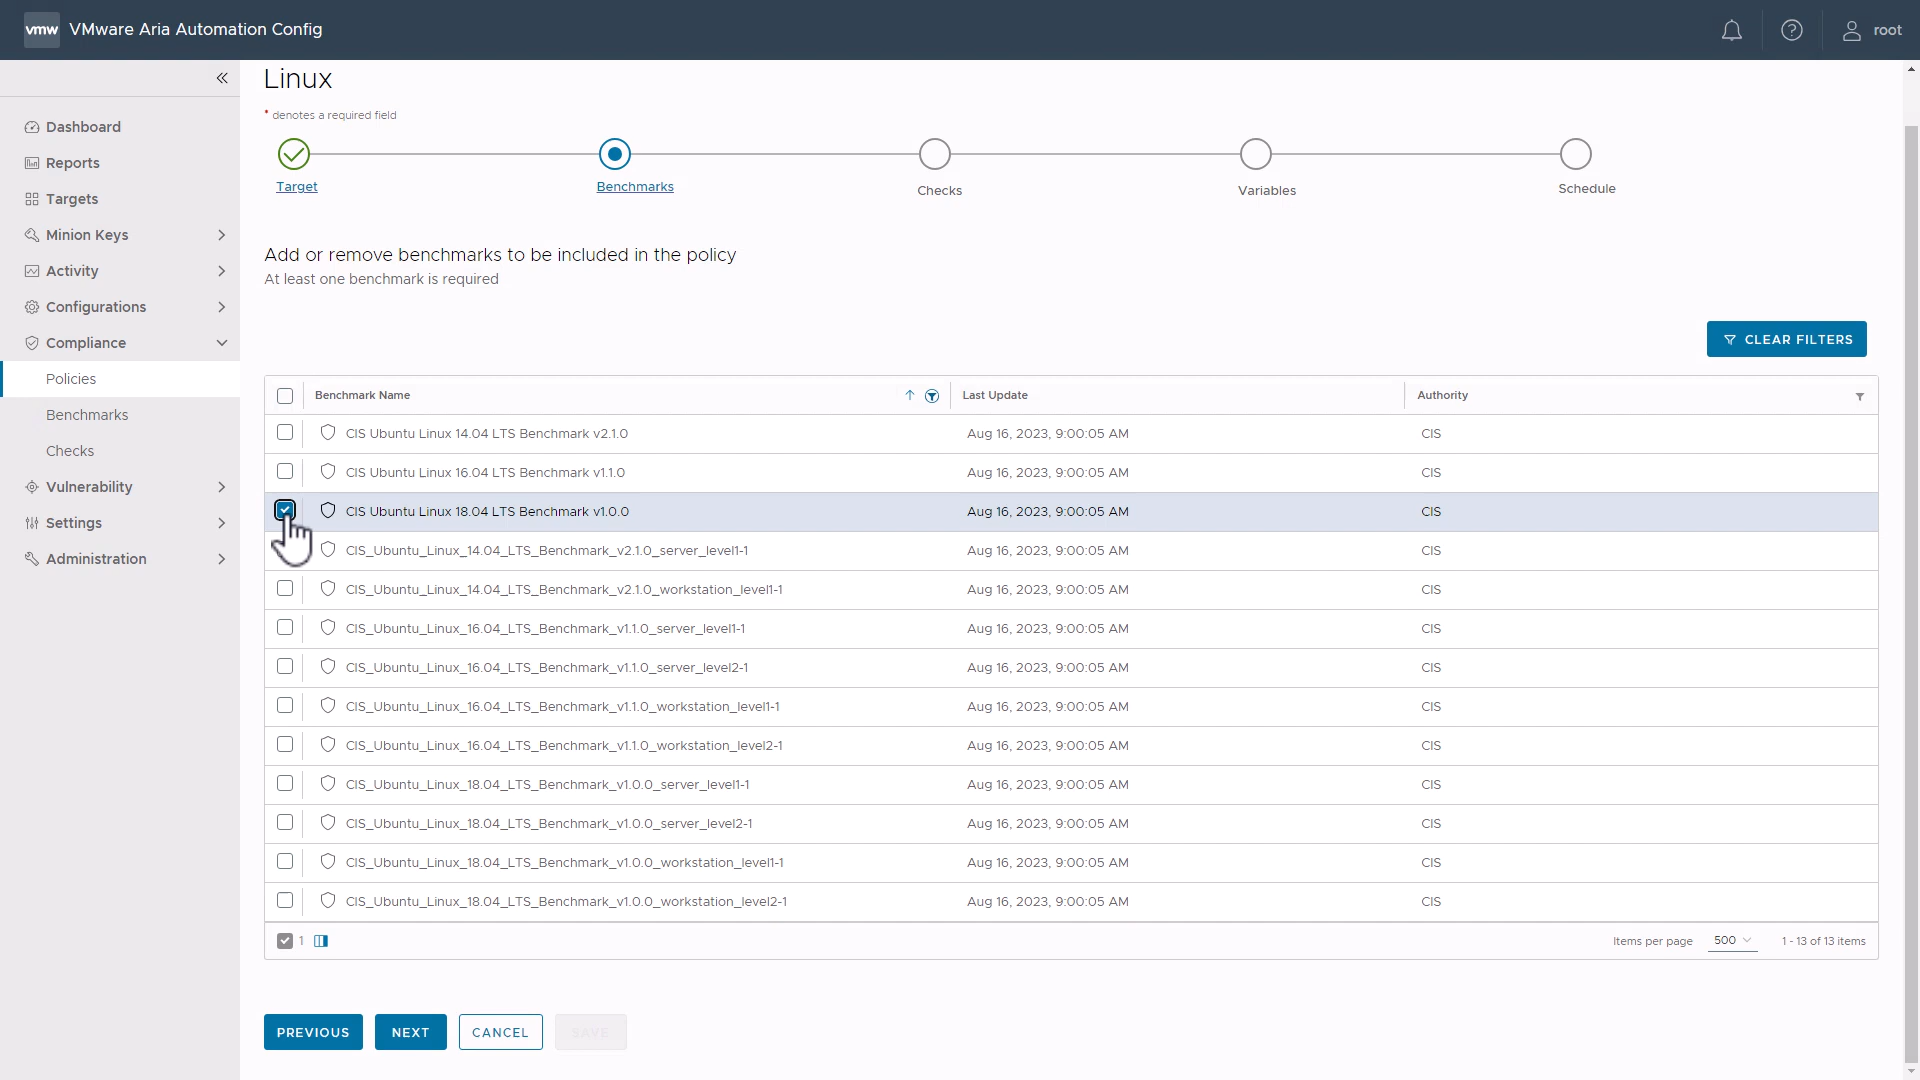 vmw VMware Aria Automation Config
root
Linux
* denotes a required field
Dashboard
Reports
Targets
Minion Keys
Activity
Configurations
Compliance
Policies
Benchmarks
Checks
Vulnerability
Settings
Administration
Target
Benchmarks
Checks
Variables
Schedule
Add or remove benchmarks to be included in the policy
At least one benchmark is required
CLEAR FILTERS
Benchmark Name Last Update Authority
CIS Ubuntu Linux 14.04 LTS Benchmark v2.1.0 Aug 16, 2023, 9:00:05 AM CIS
CIS Ubuntu Linux 16.04 LTS Benchmark v1.1.0 Aug 16, 2023, 9:00:05 AM CIS
CIS Ubuntu Linux 18.04 LTS Benchmark v1.0.0 Aug 16, 2023, 9:00:05 AM CIS
CIS_Ubuntu_Linux_14.04_LTS_Benchmark_v2.1.0_server_level1-1 Aug 16, 2023, 9:00:05 AM CIS
CIS_Ubuntu_Linux_14.04_LTS_Benchmark_v2.1.0_workstation_level1-1 Aug 16, 2023, 9:00:05 AM CIS
CIS_Ubuntu_Linux_16.04_LTS_Benchmark_v1.1.0_server_level1-1 Aug 16, 2023, 9:00:05 AM CIS
CIS_Ubuntu_Linux_16.04_LTS_Benchmark_v1.1.0_server_level2-1 Aug 16, 2023, 9:00:05 AM CIS
CIS_Ubuntu_Linux_16.04_LTS_Benchmark_v1.1.0_workstation_level1-1 Aug 16, 2023, 9:00:05 AM CIS
CIS_Ubuntu_Linux_16.04_LTS_Benchmark_v1.1.0_workstation_level2-1 Aug 16, 2023, 9:00:05 AM CIS
CIS_Ubuntu_Linux_18.04_LTS_Benchmark_v1.0.0_server_level1-1 Aug 16, 2023, 9:00:05 AM CIS
CIS_Ubuntu_Linux_18.04_LTS_Benchmark_v1.0.0_server_level2-1 Aug 16, 2023, 9:00:05 AM CIS
CIS_Ubuntu_Linux_18.04_LTS_Benchmark_v1.0.0_workstation_level1-1 Aug 16, 2023, 9:00:05 AM CIS
CIS_Ubuntu_Linux_18.04_LTS_Benchmark_v1.0.0_workstation_level2-1 Aug 16, 2023, 9:00:05 AM CIS
1 Items per page 500 1 - 13 of 13 items
PREVIOUS NEXT CANCEL SAVE